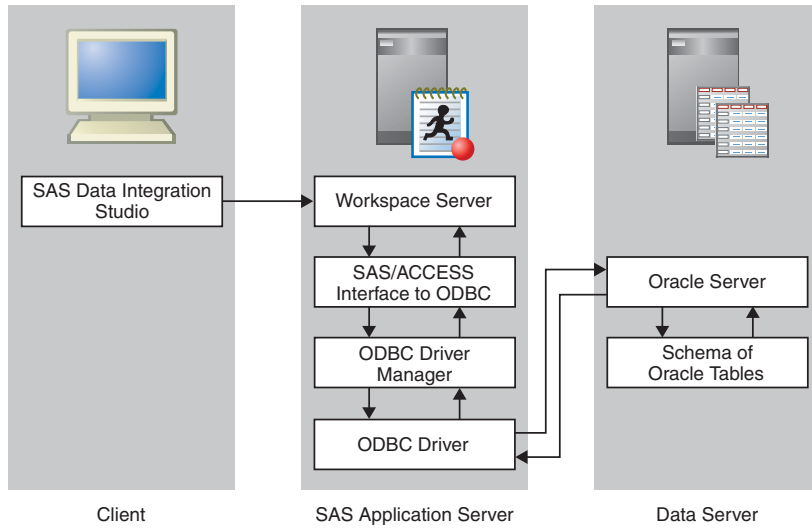 SAS Data Integration
Studio
Workspace Server
SAS/ACCESS
Interface to ODBC
ODBC Driver
Manager
ODBC Driver
Oracle Server
Schema of
Oracle Tables
Client
SAS Application Server
Data Server